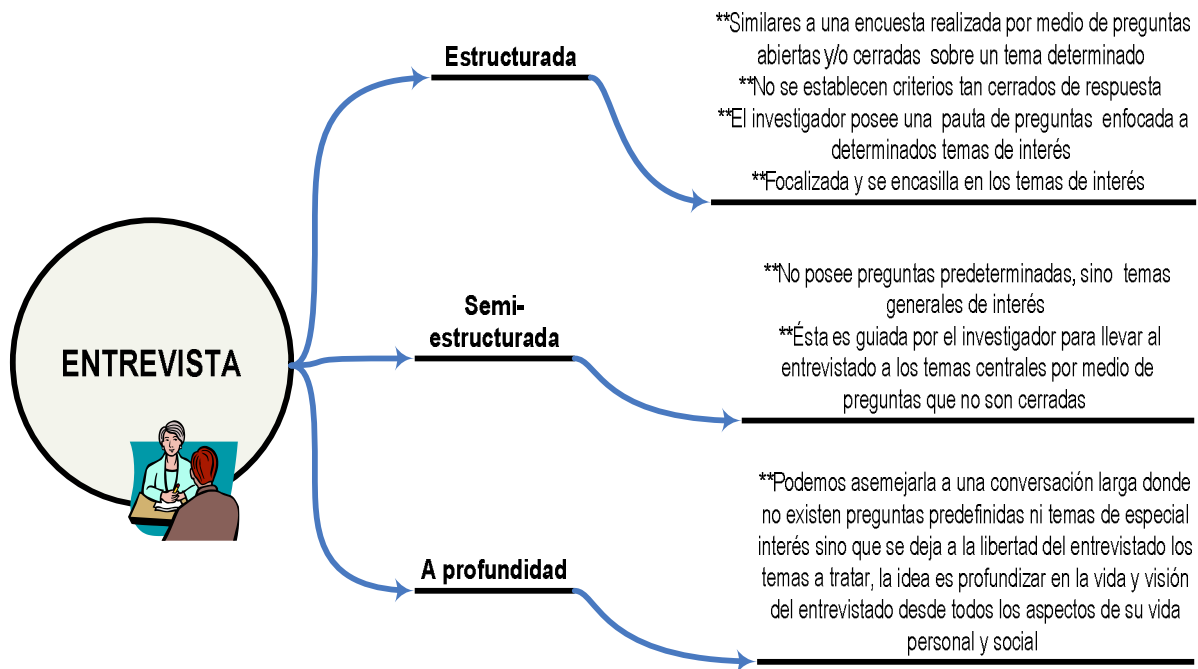 **Similares a una encuesta realizada por medio de preguntas
abiertas y/o cerradas sobre un tema determinado
**No se establecen criterios tan cerrados de respuesta
**El investigador posee una pauta de preguntas enfocada a
determinados temas de interés
**Focalizada y se encasilla en los temas de interés
Estructurada
**No posee preguntas predeterminadas, sino temas
generales de interés
**Ésta es guiada por el investigador para llevar al
entrevistado a los temas centrales por medio de
preguntas que no son cerradas
Semi-
estructurada
ENTREVISTA
**Podemos asemejarla a una conversación larga donde
no existen preguntas predefinidas ni temas de especial
interés sino que se deja a la libertad del entrevistado los
temas a tratar, la idea es profundizar en la vida y visión
del entrevistado desde todos los aspectos de su vida
personal y social
A profundidad